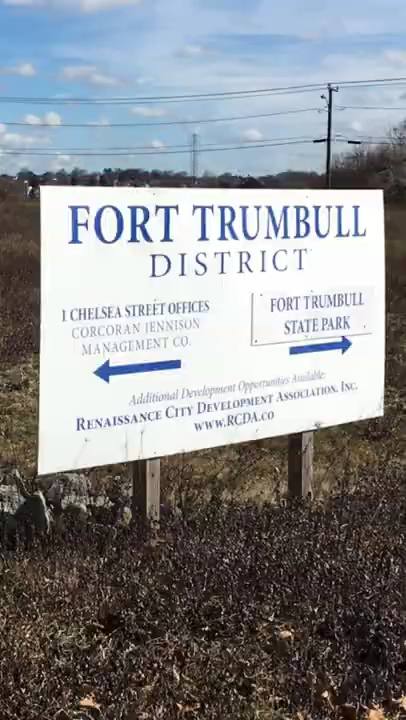 FORT TRUMBULL
DISTRICT
1 CHELSEA STREET OFFICES
CORCORAN JENNISON
MANAGEMENT CO.
FORT TRUMBULL
STATE PARK
Additional Development Opportunities Available:
RENAISSANCE CITY DEVELOPMENT ASSOCIATION, INC.
WWW.RCDA.CO